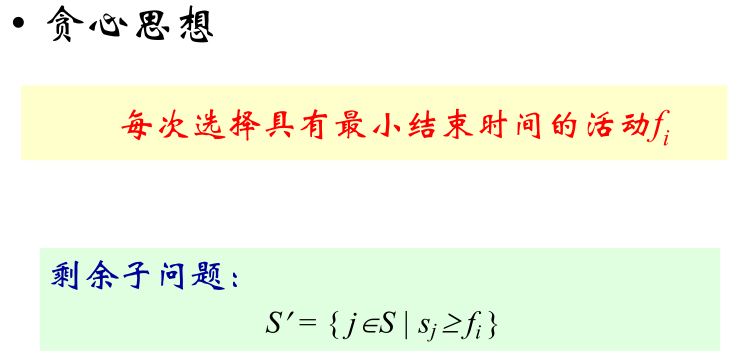 • 贪心思想
每次选择具有最小结束时间的活动fi
剩余子问题：
S′ = { j∈S | sj ≥ fi }